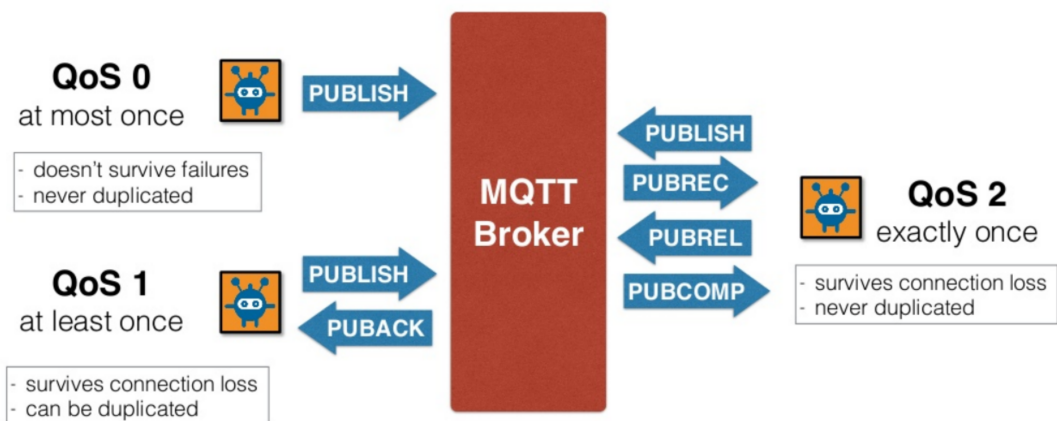 QoS 0
at most once
PUBLISH
- doesn't survive failures
- never duplicated
QoS 1
at least once
PUBLISH
PUBACK
- survives connection loss
- can be duplicated
MQTT
Broker
PUBLISH
PUBREC
PUBREL
PUBCOMP
QoS 2
exactly once
- survives connection loss
- never duplicated